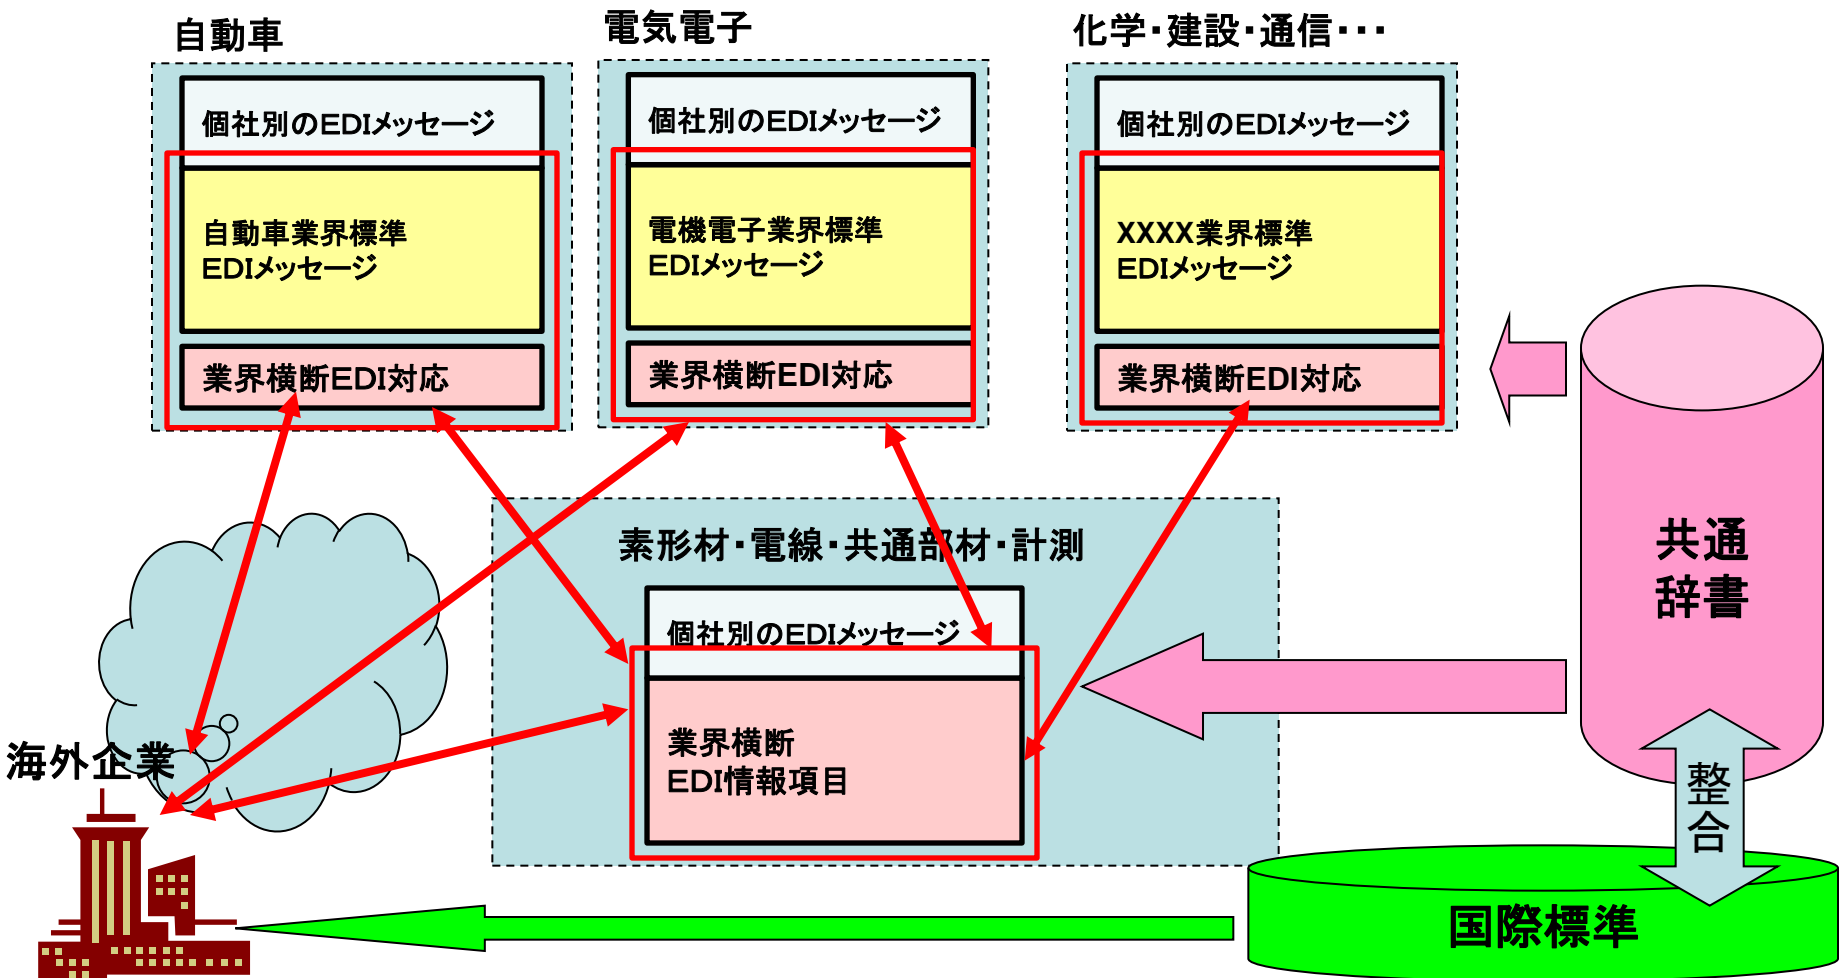 自動車
電気電子
化学・建設・通信・・・
個社別のEDIメッセージ
自動車業界標準
EDIメッセージ
業界横断EDI対応
個社別のEDIメッセージ
電機電子業界標準
EDIメッセージ
業界横断EDI対応
個社別のEDIメッセージ
XXXX業界標準
EDIメッセージ
業界横断EDI対応
共通
辞書
素形材・電線・共通部材・計測
個社別のEDIメッセージ
業界横断
EDI情報項目
海外企業
整
合
国際標準